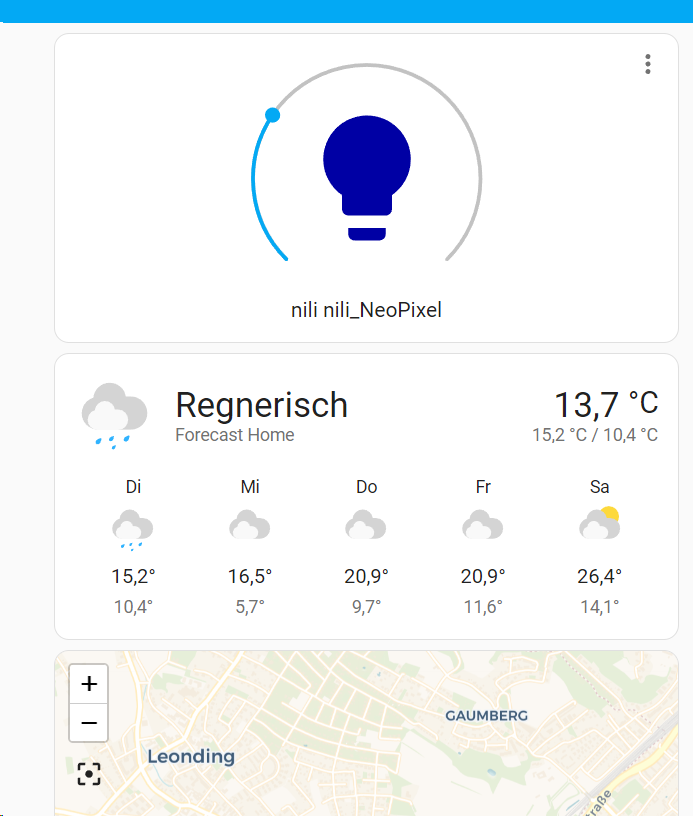 nili nili_NeoPixel
Regnerisch
13,7 °C
Forecast Home
15,2 °C / 10,4 °C
Di Mi Do Fr Sa
15,2° 16,5° 20,9° 20,9° 26,4°
10,4° 5,7° 9,7° 11,6° 14,1°
+
GAUMBERG
−
Leonding
raße